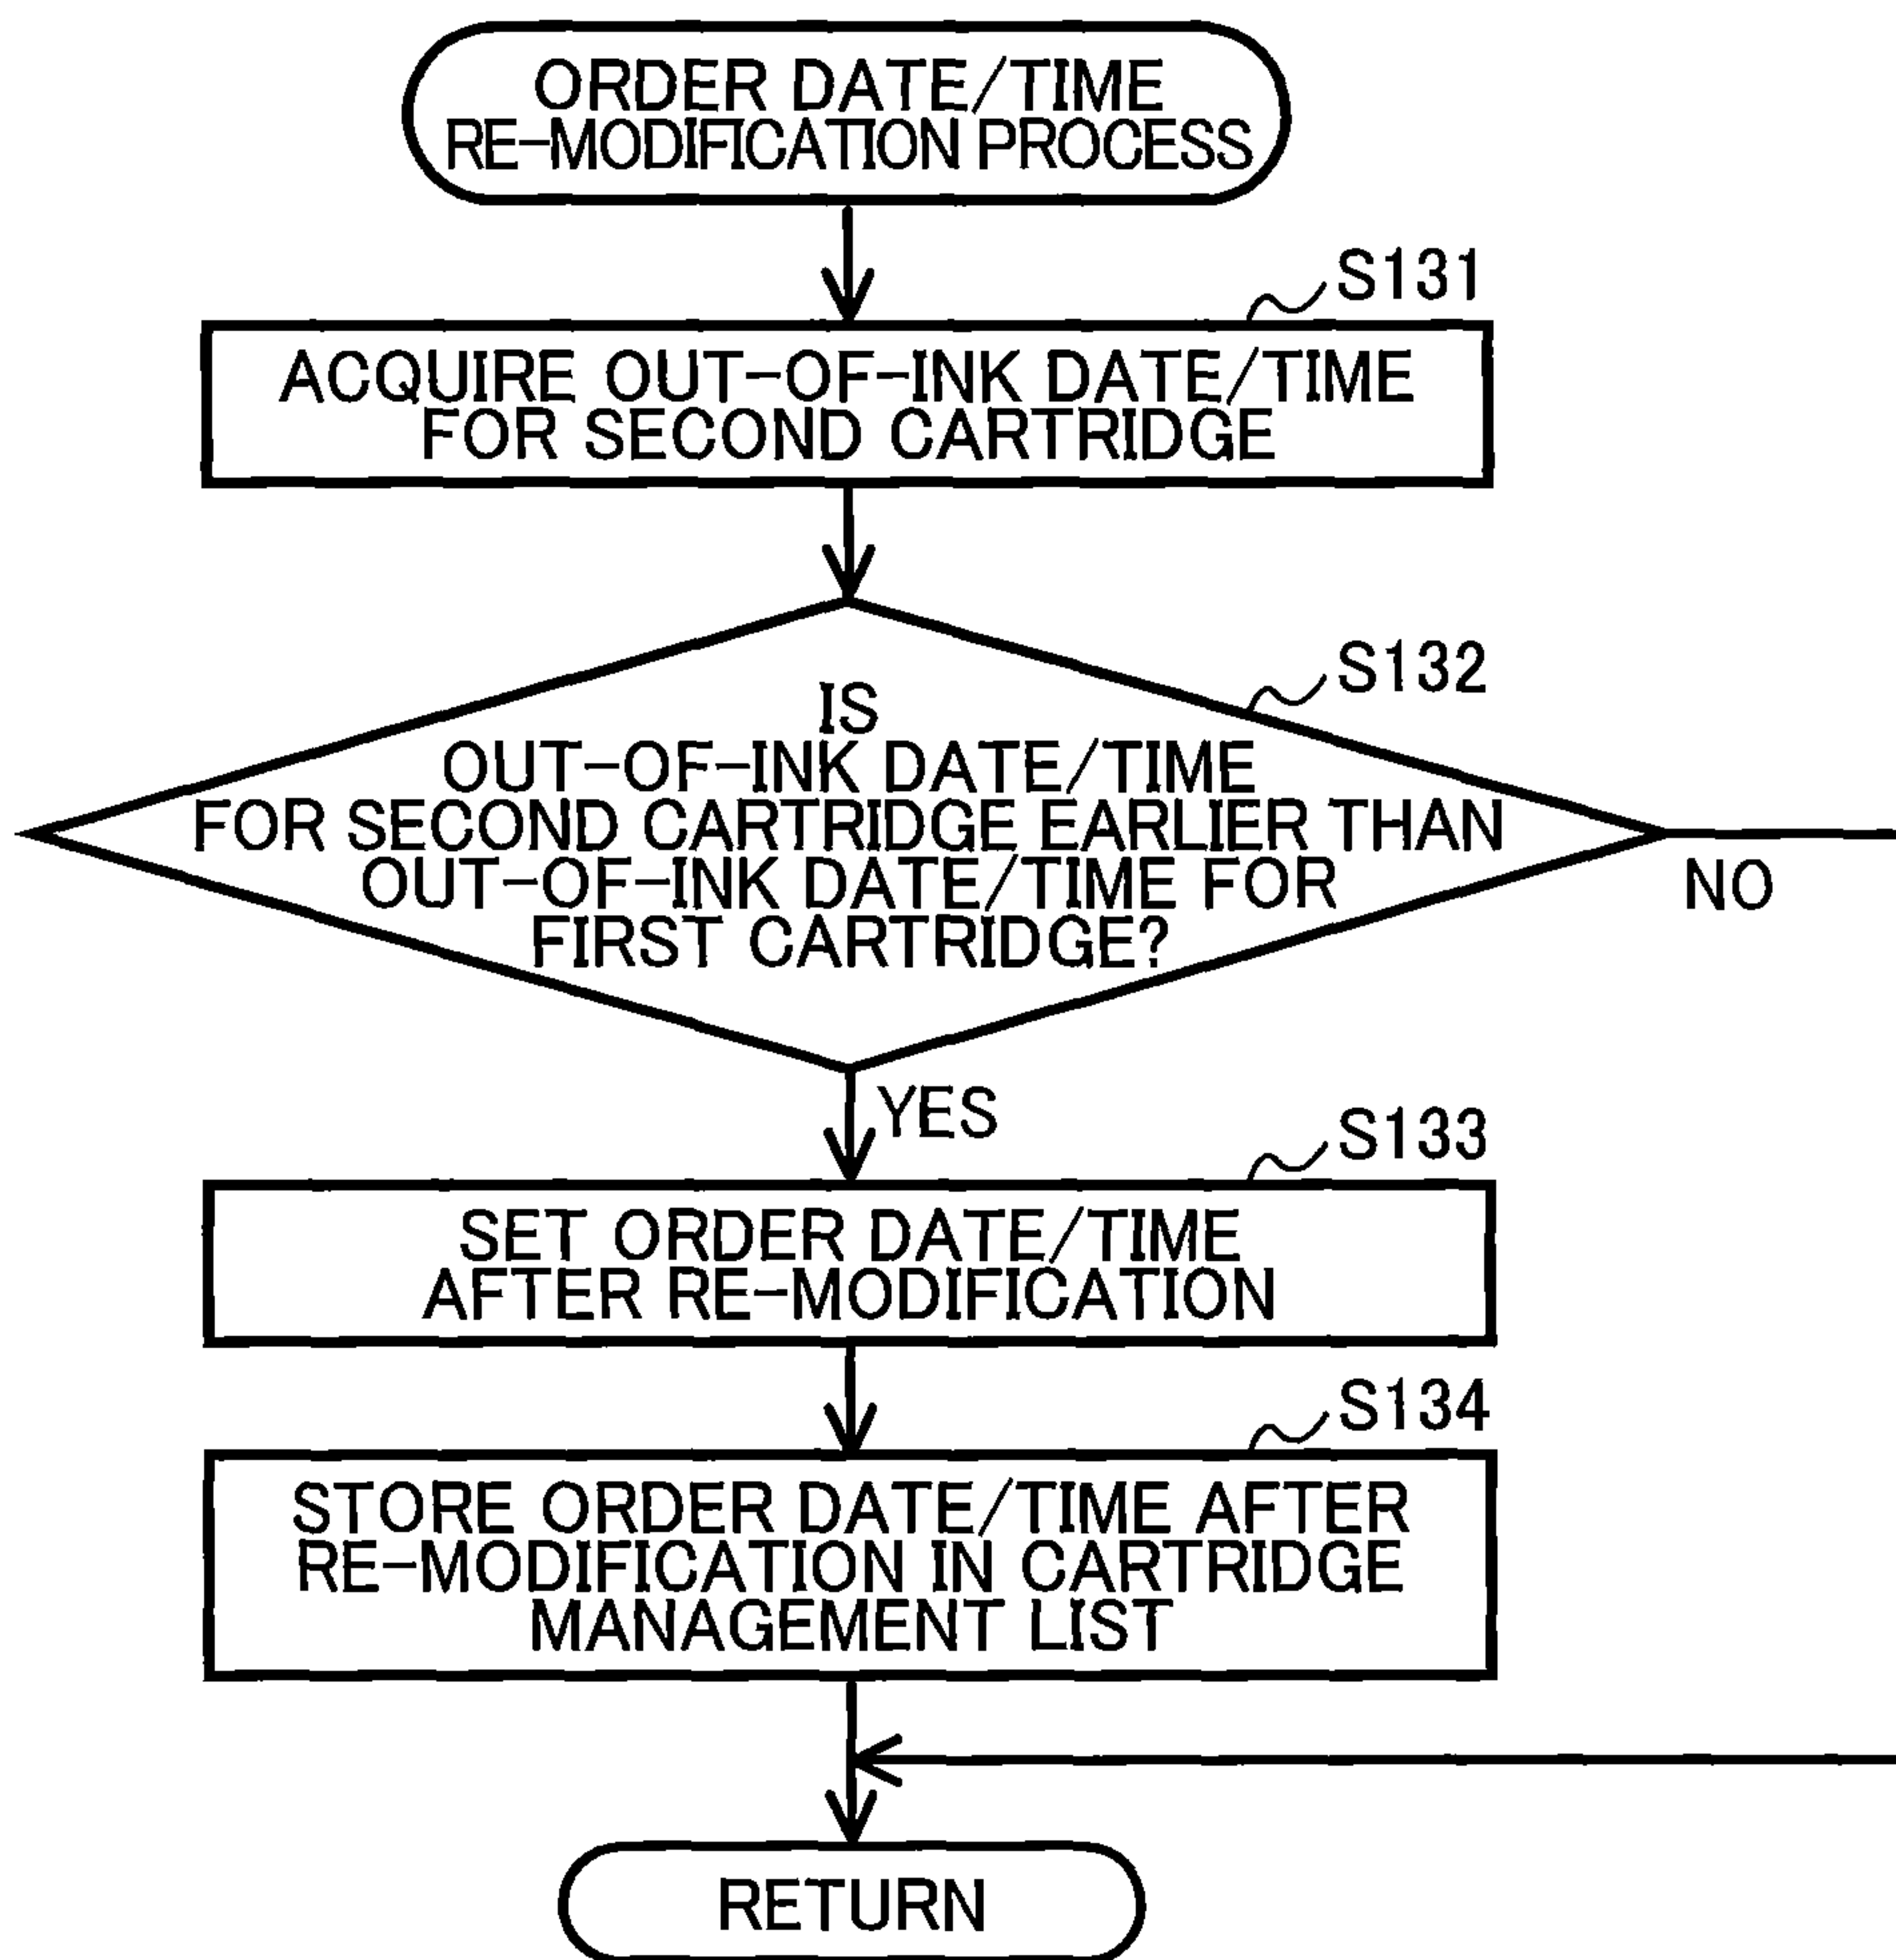 ORDER DATE/TIME
RE-MODIFICATION PROCESS
S131
ACQUIRE OUT-OF-INK DATE/TIME
FOR SECOND CARTRIDGE
S132
IS
OUT-OF-INK DATE/TIME
FOR SECOND CARTRIDGE EARLIER THAN
OUT-OF-INK DATE/TIME FOR
FIRST CARTRIDGE?
NO
YES
S133
SET ORDER DATE/TIME
AFTER RE-MODIFICATION
S134
STORE ORDER DATE/TIME AFTER
RE-MODIFICATION IN CARTRIDGE
MANAGEMENT LIST
RETURN